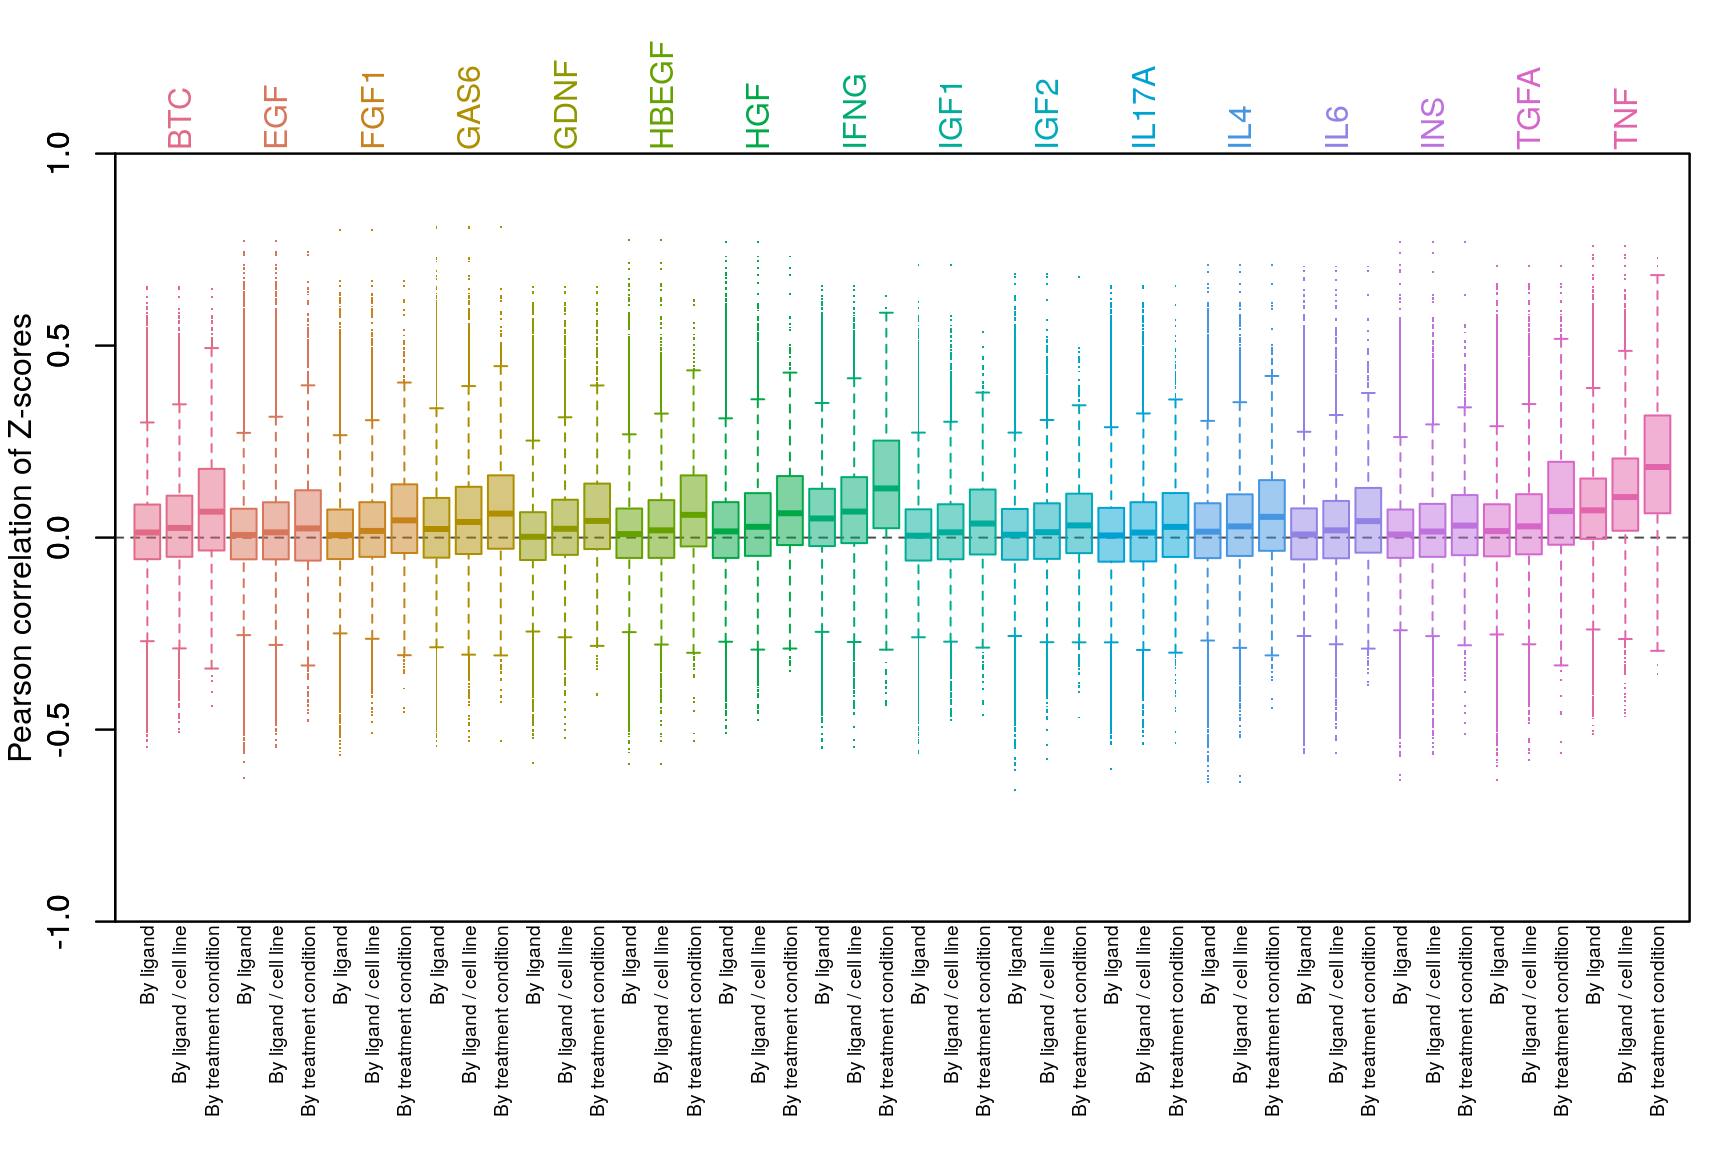 BTC
EGF
FGF1
GAS6
GDNF
HBEGF
HGF
IFNG
IGF1
IGF2
IL17A
IL4
IL6
INS
TGFA
TNF
Pearson correlation of Z-scores
1.0
0.5
0.0
-0.5
-1.0
By ligand
By ligand / cell line
By treatment condition
By ligand
By ligand / cell line
By treatment condition
By ligand
By ligand / cell line
By treatment condition
By ligand
By ligand / cell line
By treatment condition
By ligand
By ligand / cell line
By treatment condition
By ligand
By ligand / cell line
By treatment condition
By ligand
By ligand / cell line
By treatment condition
By ligand
By ligand / cell line
By treatment condition
By ligand
By ligand / cell line
By treatment condition
By ligand
By ligand / cell line
By treatment condition
By ligand
By ligand / cell line
By treatment condition
By ligand
By ligand / cell line
By treatment condition
By ligand
By ligand / cell line
By treatment condition
By ligand
By ligand / cell line
By treatment condition
By ligand
By ligand / cell line
By treatment condition
By ligand
By ligand / cell line
By treatment condition